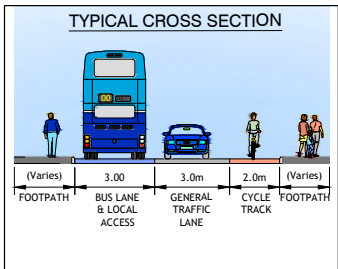 TYPICAL CROSS SECTION
00
(Varies) 3.00 3.0m 2.0m (Varies)
FOOTPATH BUS LANE GENERAL CYCLE FOOTPATH
& LOCAL TRAFFIC TRACK
ACCESS LANE